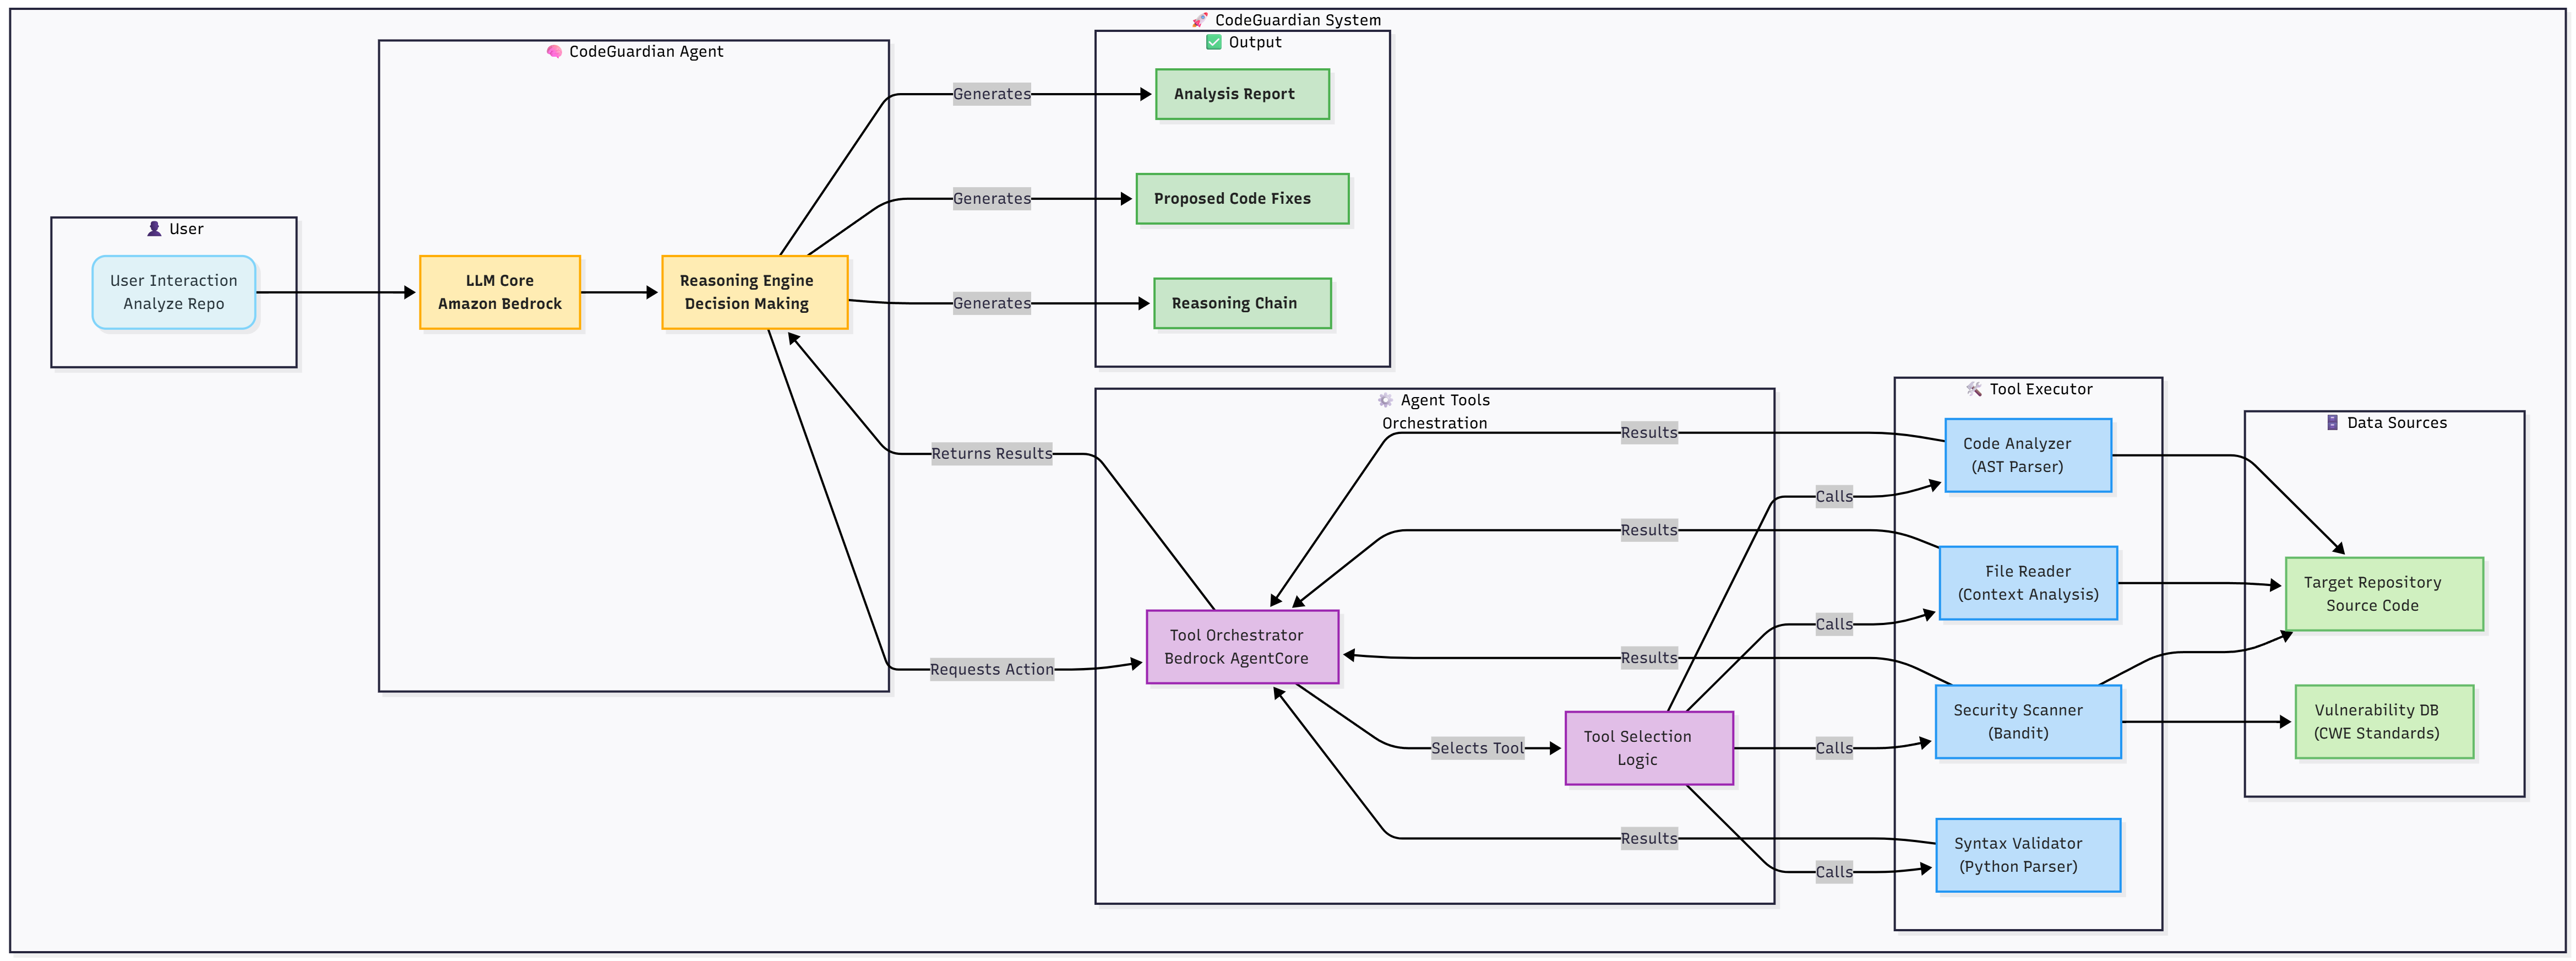 🚀 CodeGuardian System
🧠 CodeGuardian Agent
✅ Output
Generates
Analysis Report
Generates
Proposed Code Fixes
👤 User
User Interaction
Analyze Repo
LLM Core
Amazon Bedrock
Reasoning Engine
Decision Making
Generates
Reasoning Chain
⚙️ Agent Tools
Orchestration
🛠️ Tool Executor
🗄️ Data Sources
Returns Results
Results
Code Analyzer
(AST Parser)
Calls
Results
File Reader
(Context Analysis)
Target Repository
Source Code
Calls
Tool Orchestrator
Bedrock AgentCore
Results
Requests Action
Security Scanner
(Bandit)
Vulnerability DB
(CWE Standards)
Selects Tool
Tool Selection
Logic
Calls
Results
Syntax Validator
(Python Parser)
Calls